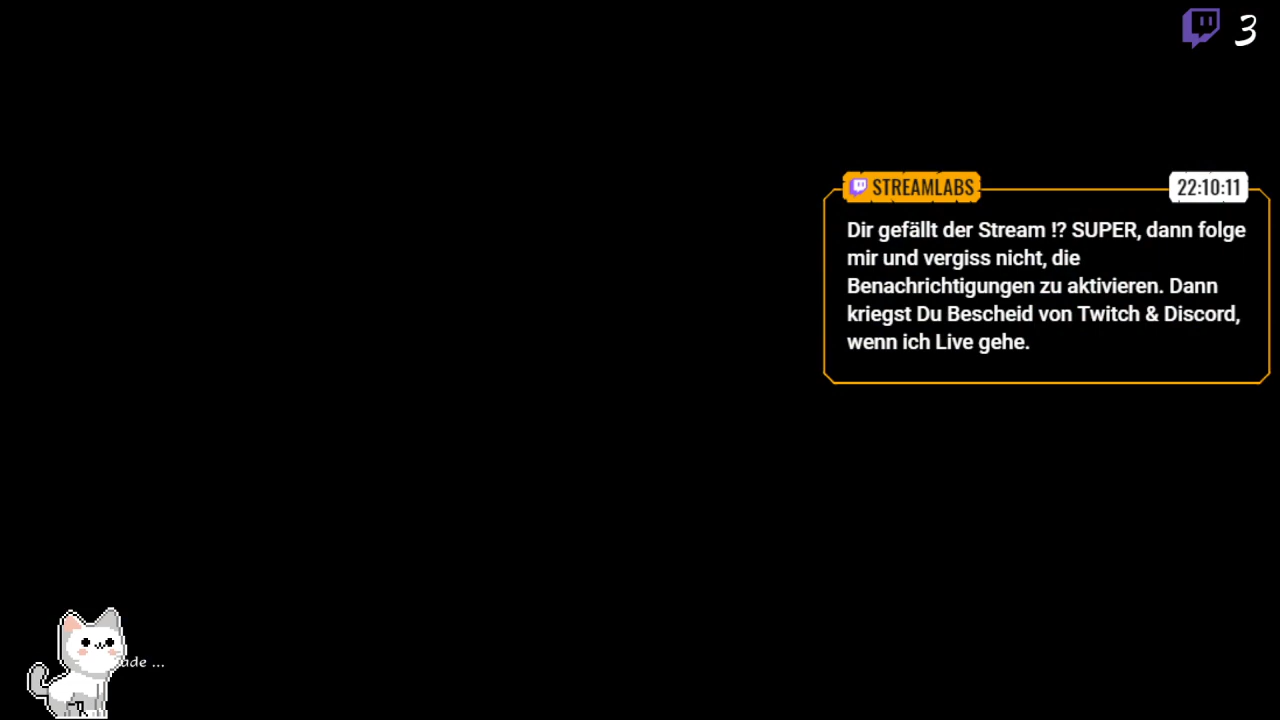 3
STREAMLABS
22:10:11
Dir gefällt der Stream !? SUPER, dann folge
mir und vergiss nicht, die
Benachrichtigungen zu aktivieren. Dann
kriegst Du Bescheid von Twitch & Discord,
wenn ich Live gehe.